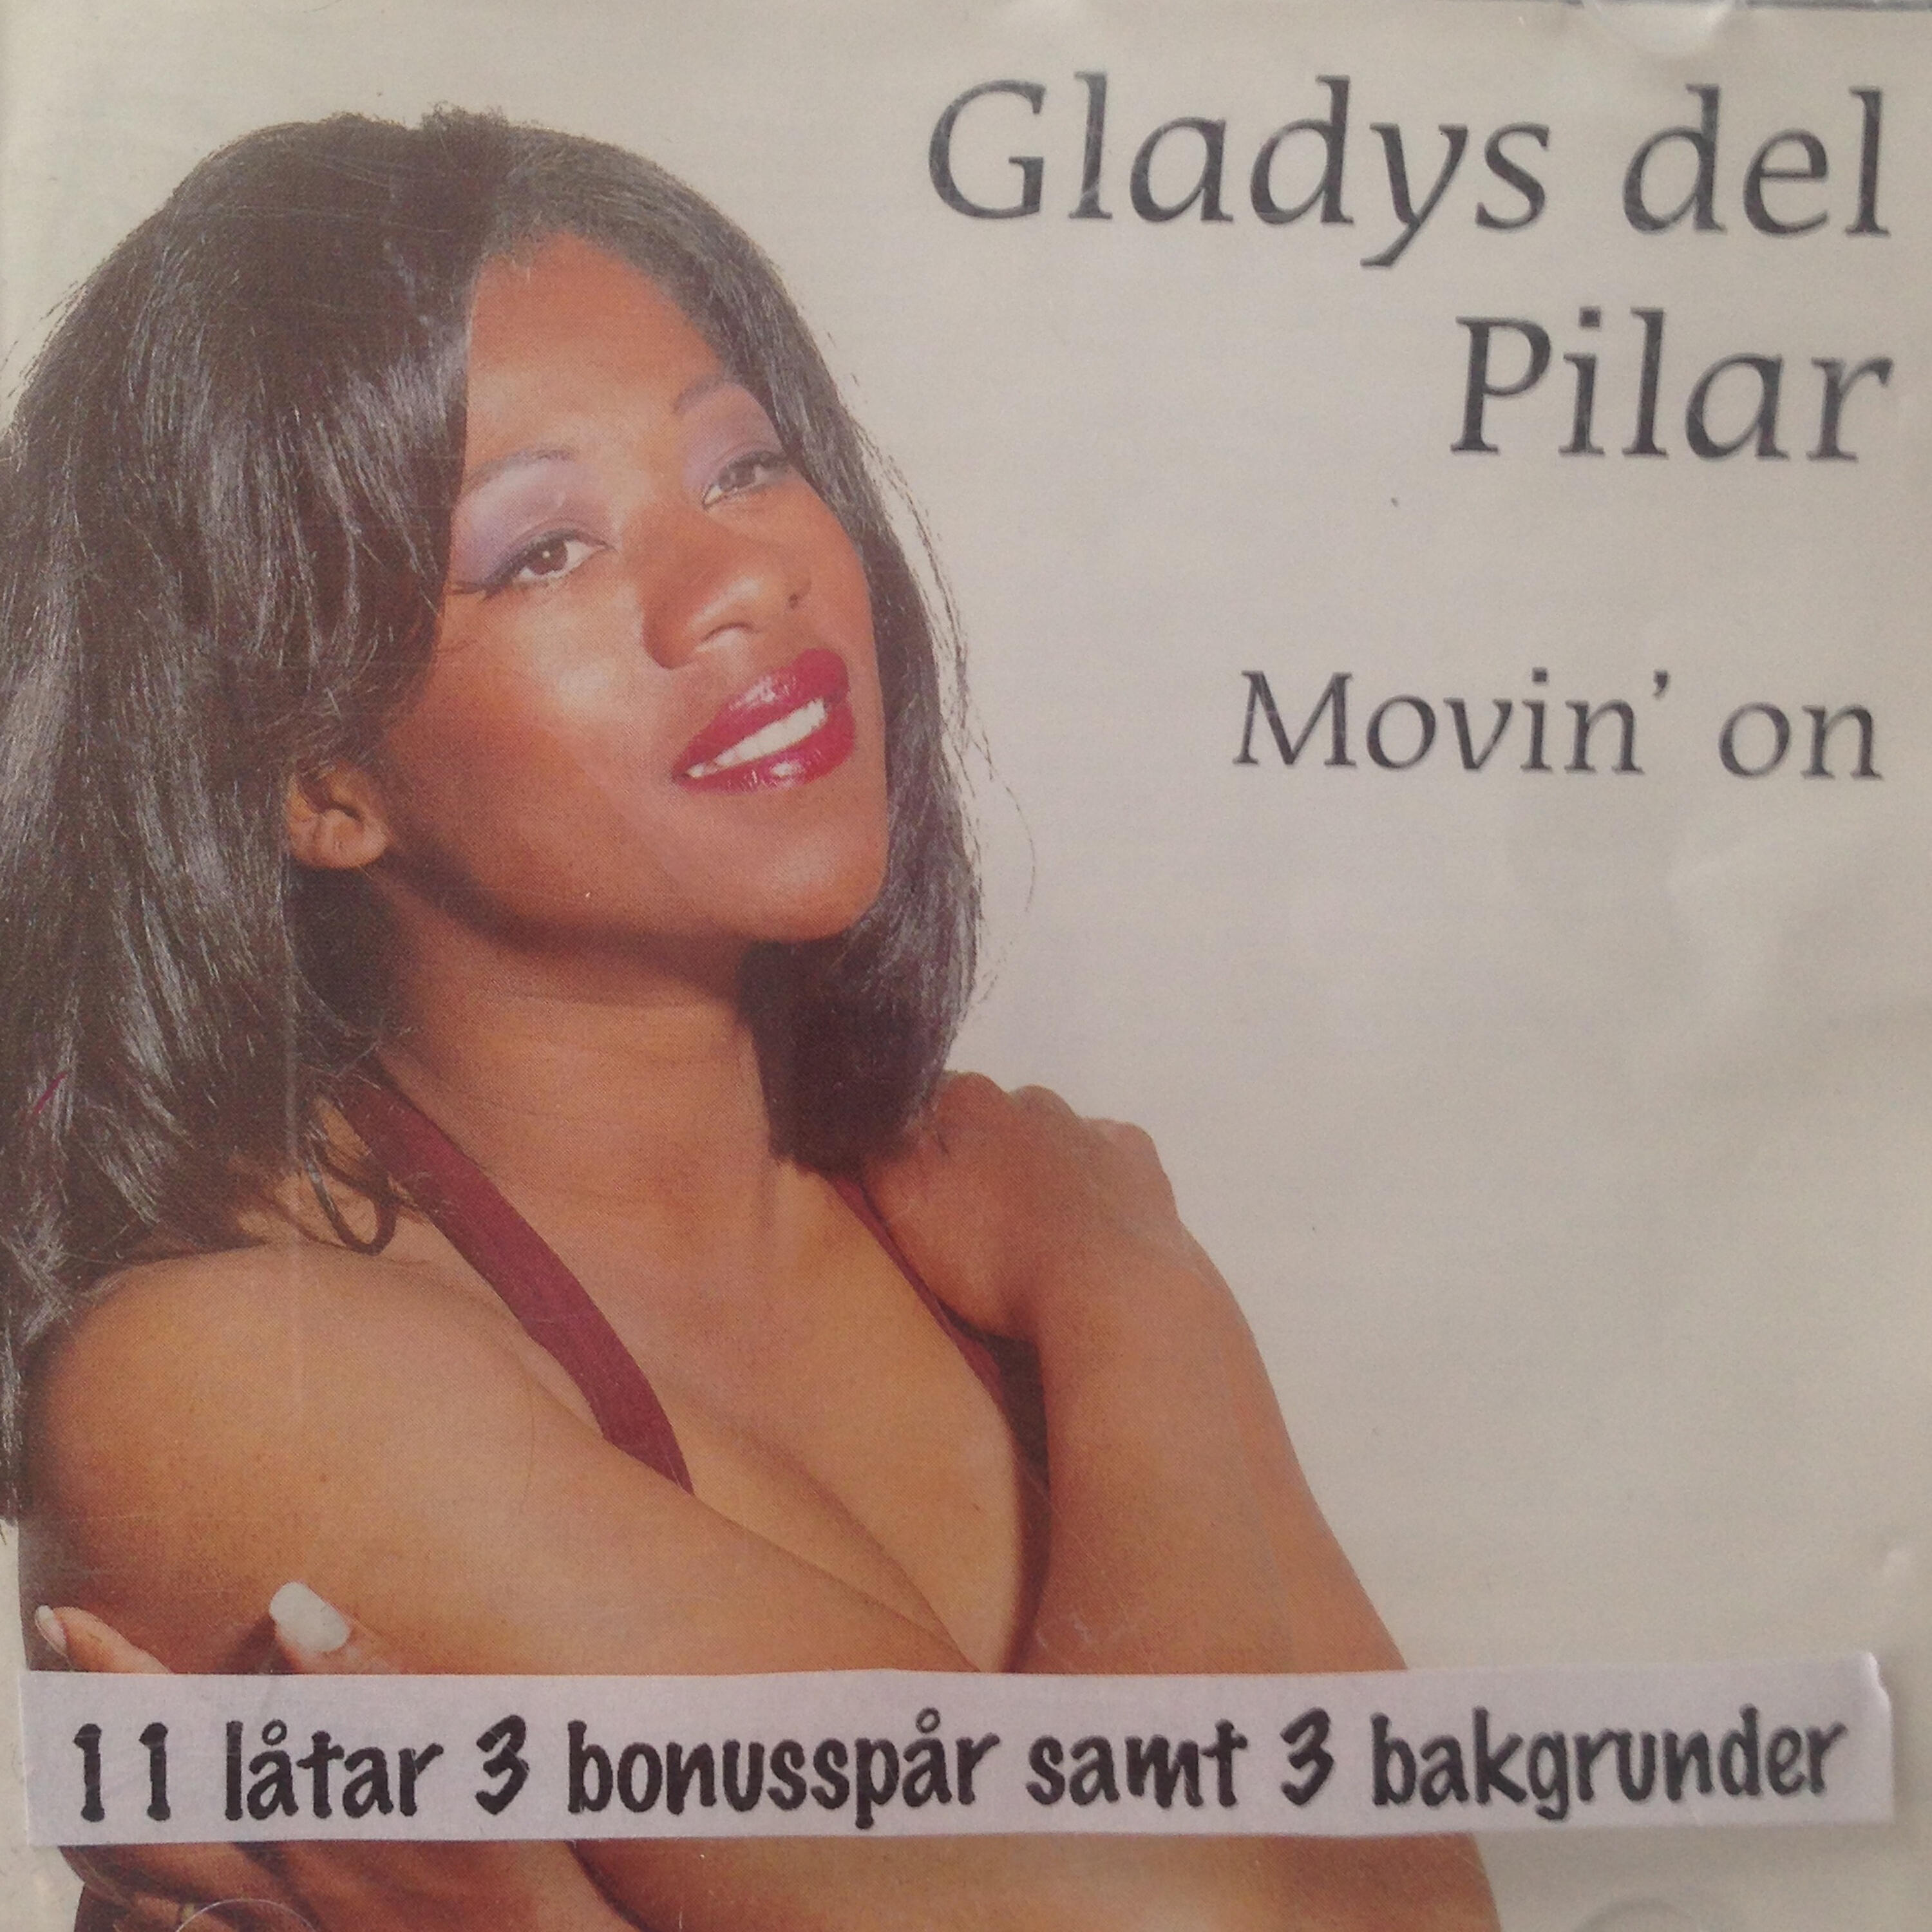 Gladys del
Pilar
Movin' on
11 låtar 3 bonusspår samt 3 bakgrunder